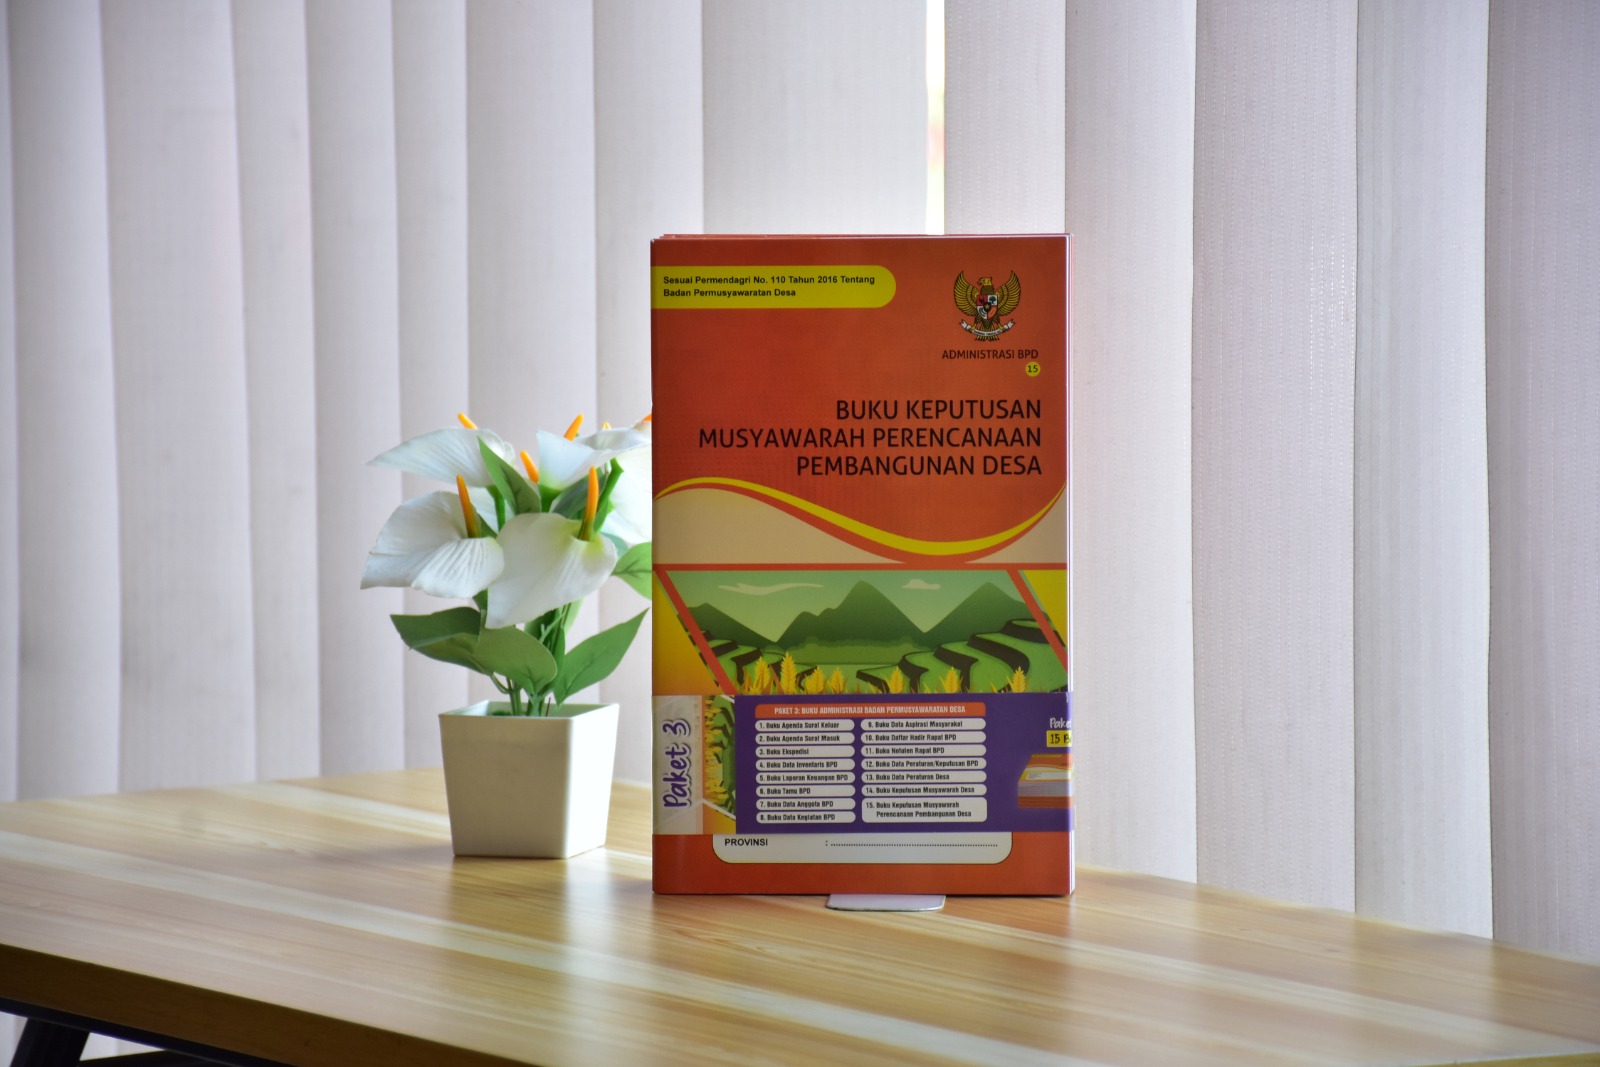 Sesuai Permendagri No. 110 Tahun 2016 Tentang
Badan Permusyawaratan Desa
ADMINISTRASI BPD
15
BUKU KEPUTUSAN
MUSYAWARAH PERENCANAAN
PEMBANGUNAN DESA
Paket 3
PAKET 3: BUKU ADMINISTRASI BADAN PERMUSYAWARATAN DESA
1. Buku Agenda Surat Keluar
2. Buku Agenda Surat Masuk
3. Buku Ekspedisi
4. Buku Data Inventaris BPD
5. Buku Laporan Keuangan BPD
6. Buku Tamu BPD
7. Buku Data Anggota BPD
8. Buku Data Kegiatan BPD
9. Buku Data Aspirasi Masyarakat
10. Buku Daftar Hadir Rapat BPD
11. Buku Notulen Rapat BPD
12. Buku Data Peraturan/Keputusan BPD
13. Buku Data Peraturan Desa
14. Buku Keputusan Musyawarah Desa
15. Buku Keputusan Musyawarah
Perencanaan Pembangunan Desa
Paket
15 B
PROVINSI : ..........................................................